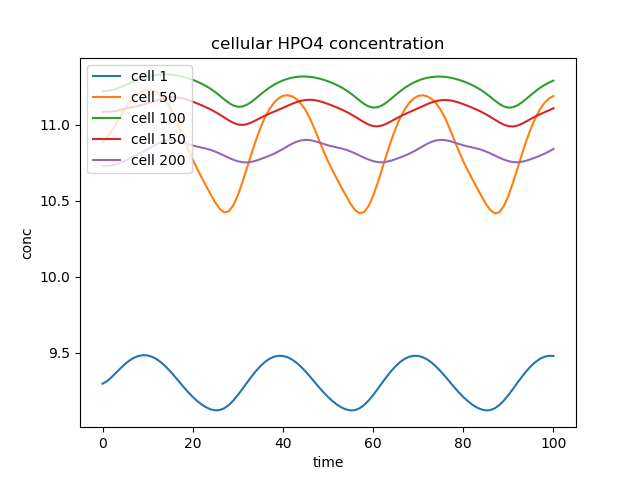 cellular HPO4 concentration
cell 1
cell 50
cell 100
cell 150
cell 200
11.0
10.5
10.0
9.5
conc
0 20 40 60 80 100
time